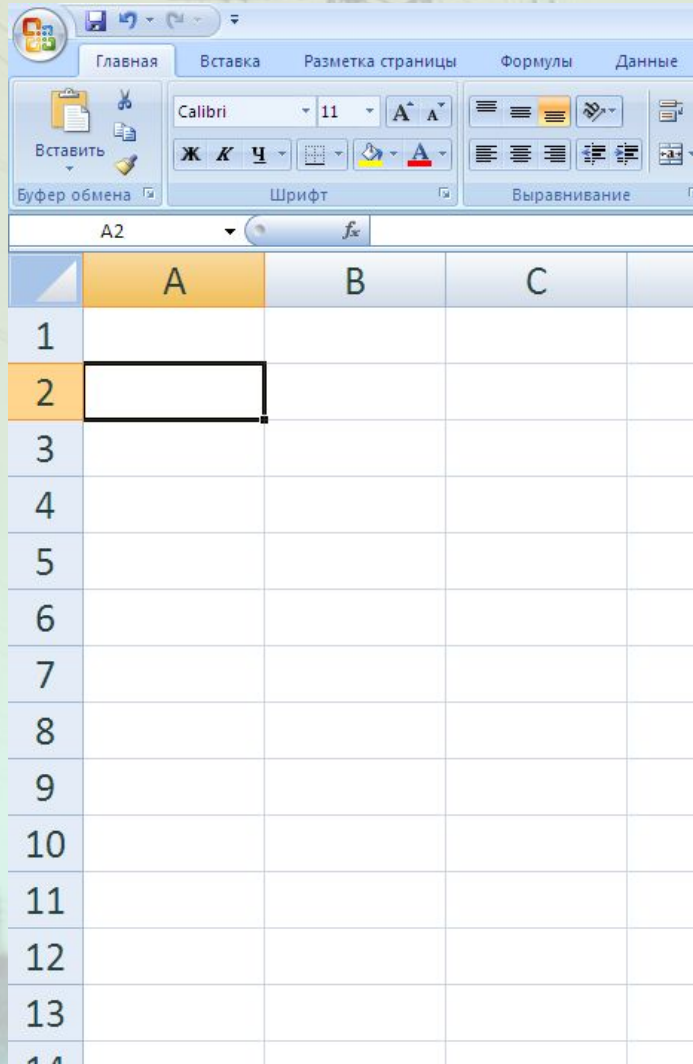 Главная Вставка Разметка страницы Формулы Данные
Calibri 11 A A
Вставить Ж К Ч A a
Буфер обмена Шрифт Выравнивание
A2 fx
A B C
1
2
3
4
5
6
7
8
9
10
11
12
13